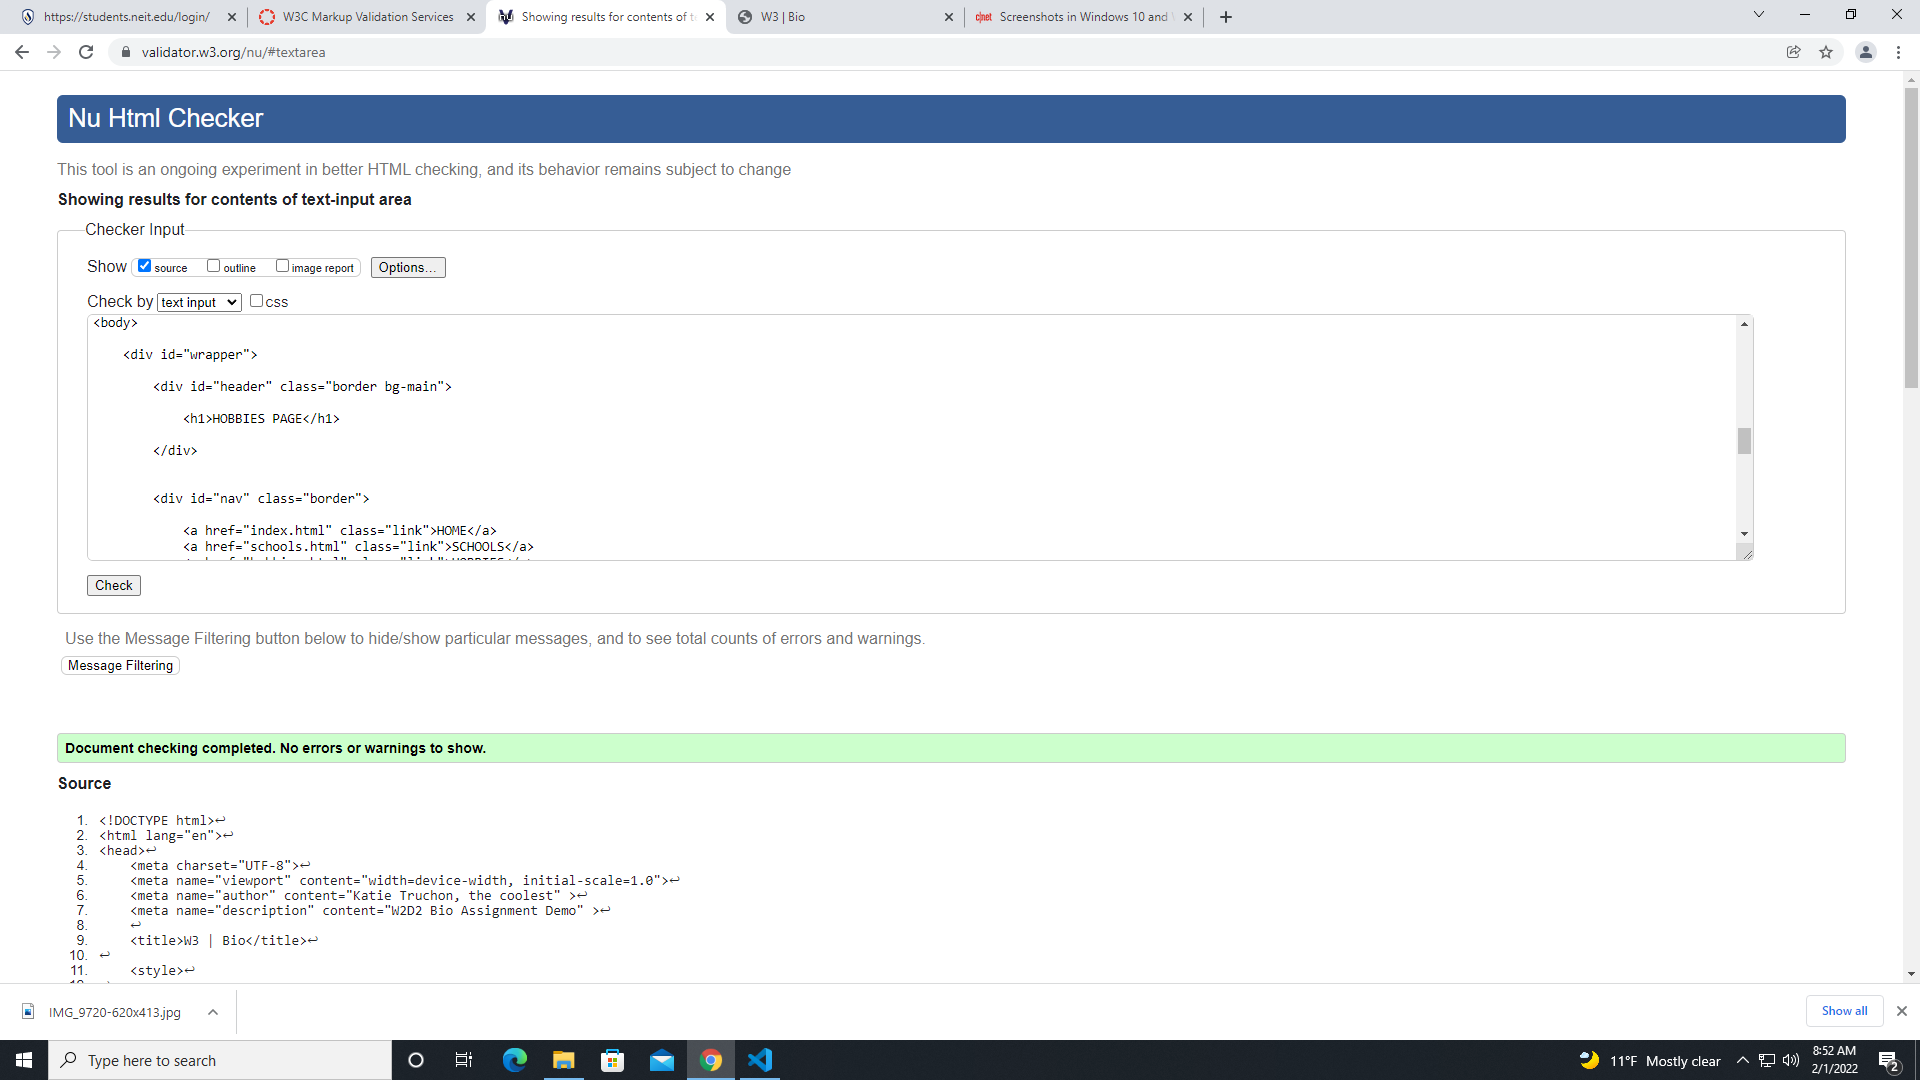 https://students.neit.edu/login/
W3C Markup Validation Services
Showing results for contents of te
W3 | Bio
c|net Screenshots in Windows 10 and W
validator.w3.org/nu/#textarea
Nu Html Checker
This tool is an ongoing experiment in better HTML checking, and its behavior remains subject to change
Showing results for contents of text-input area
Checker Input
Show source outline image report Options...
Check by text input css
<body>
<div id="wrapper">
<div id="header" class="border bg-main">
<h1>HOBBIES PAGE</h1>
</div>
<div id="nav" class="border">
<a href="index.html" class="link">HOME</a>
<a href="schools.html" class="link">SCHOOLS</a>
Check
Use the Message Filtering button below to hide/show particular messages, and to see total counts of errors and warnings.
Message Filtering
Document checking completed. No errors or warnings to show.
Source
1. <!DOCTYPE html>↩
2. <html lang="en">↩
3. <head>↩
4. <meta charset="UTF-8">↩
5. <meta name="viewport" content="width=device-width, initial-scale=1.0">↩
6. <meta name="author" content="Katie Truchon, the coolest" >↩
7. <meta name="description" content="W2D2 Bio Assignment Demo" >↩
8. ↩
9. <title>W3 | Bio</title>↩
10. ↩
11. <style>↩
IMG_9720-620x413.jpg
Show all
Type here to search
11°F Mostly clear
8:52 AM
2/1/2022
2